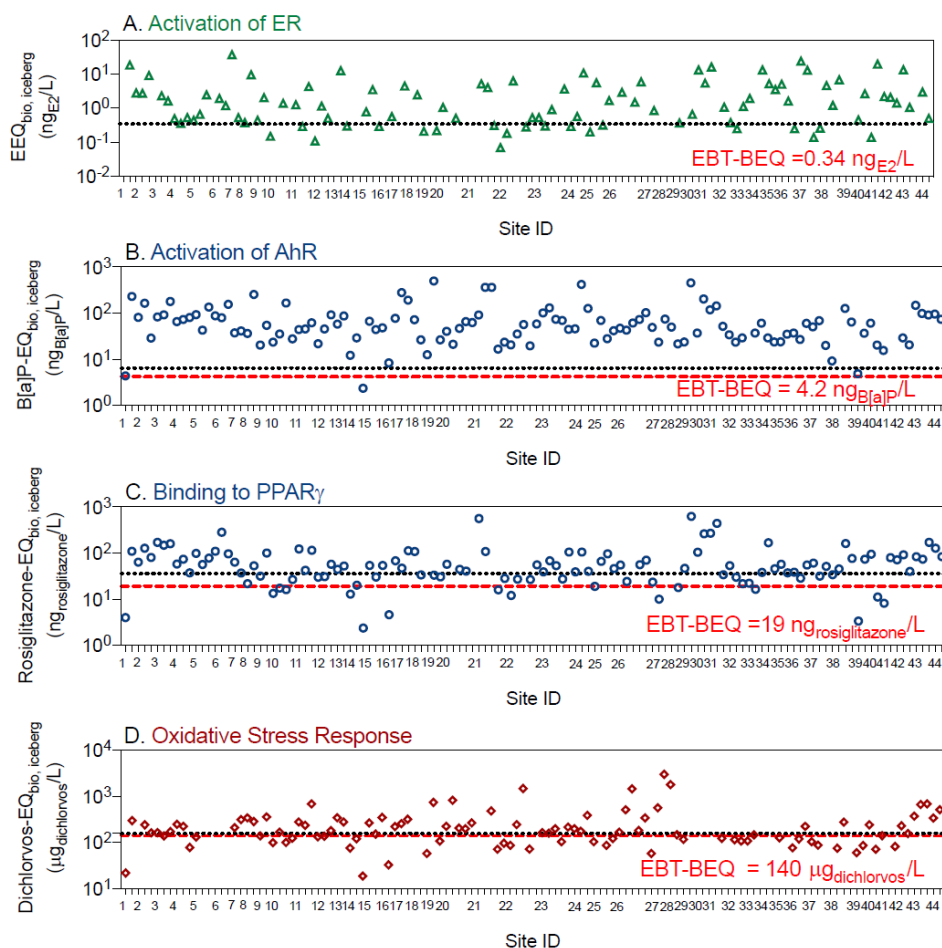 A. Activation of ER
EEQbio, iceberg
(ngE2/L)
10²
10¹
10⁰
10⁻¹
10⁻²
EBT-BEQ =0.34 ngE2/L
1 2 3 4 5 6 7 8 9 10 11 12 13 14 15 16 17 18 19 20 21 22 23 24 25 26 27 28 29 30 31 32 33 34 35 36 37 38 39 40 41 42 43 44
Site ID
B. Activation of AhR
B[a]P-EQbio, iceberg
(ngB[a]P/L)
10³
10²
10¹
10⁰
EBT-BEQ = 4.2 ngB[a]P/L
1 2 3 4 5 6 7 8 9 10 11 12 13 14 15 16 17 18 19 20 21 22 23 24 25 26 27 28 29 30 31 32 33 34 35 36 37 38 39 40 41 42 43 44
Site ID
C. Binding to PPARγ
Rosiglitazone-EQbio, iceberg
(ngrosiglitazone/L)
10³
10²
10¹
10⁰
EBT-BEQ =19 ngrosiglitazone/L
1 2 3 4 5 6 7 8 9 10 11 12 13 14 15 16 17 18 19 20 21 22 23 24 25 26 27 28 29 30 31 32 33 34 35 36 37 38 39 40 41 42 43 44
Site ID
D. Oxidative Stress Response
Dichlorvos-EQbio, iceberg
(µgdichlorvos/L)
10⁴
10³
10²
10¹
EBT-BEQ = 140 µgdichlorvos/L
1 2 3 4 5 6 7 8 9 10 11 12 13 14 15 16 17 18 19 20 21 22 23 24 25 26 27 28 29 30 31 32 33 34 35 36 37 38 39 40 41 42 43 44
Site ID